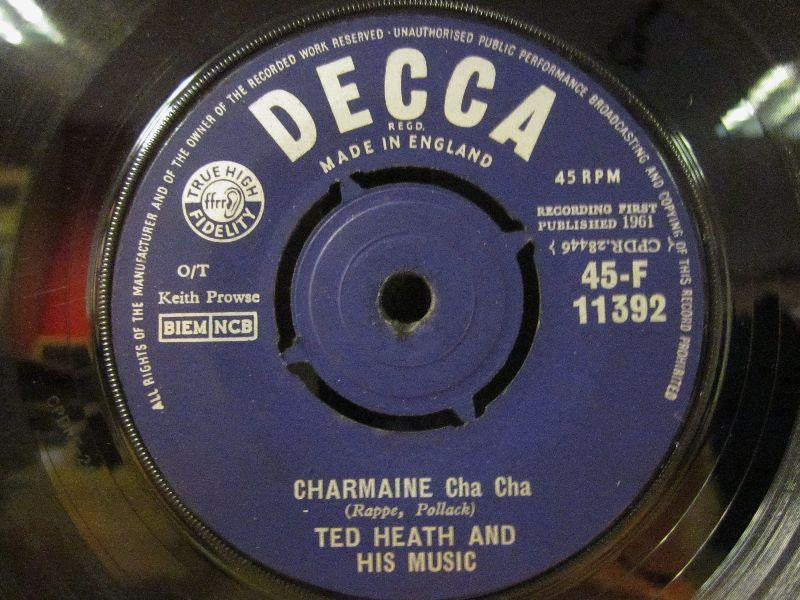 ALL RIGHTS OF THE MANUFACTURER AND OF THE OWNER OF THE RECORDED WORK RESERVED · UNAUTHORISED PUBLIC PERFORMANCE BROADCASTING AND COPYING OF THIS RECORD PROHIBITED
DECCA
REGD.
MADE IN ENGLAND
TRUE HIGH
ffrr
FIDELITY
45 RPM
RECORDING FIRST
PUBLISHED 1961
CPDR.28446
45-F
11392
O/T
Keith Prowse
BIEM NCB
CHARMAINE Cha Cha
(Rappe, Pollack)
TED HEATH AND
HIS MUSIC